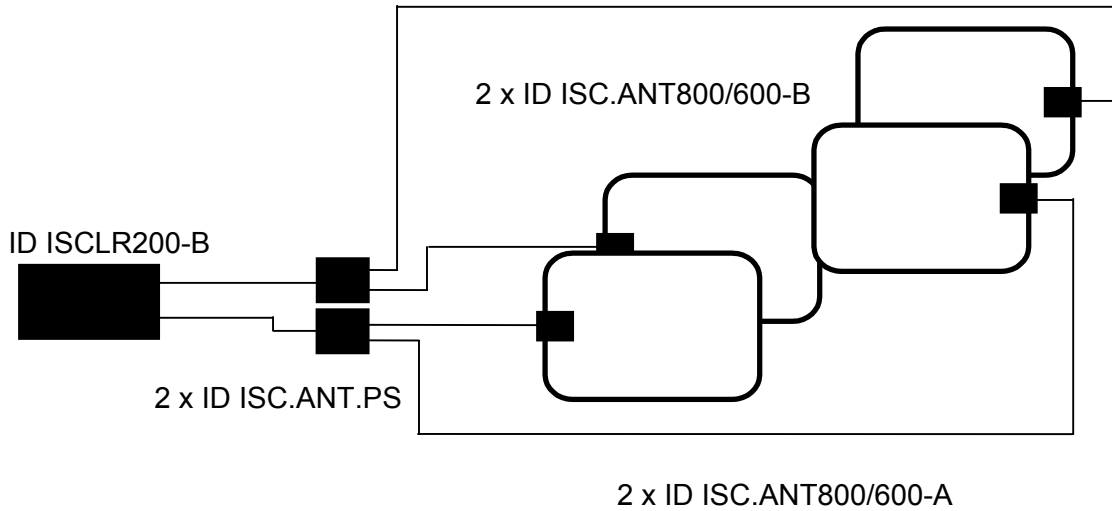 2 x ID ISC.ANT800/600-B
ID ISCLR200-B
2 x ID ISC.ANT.PS
2 x ID ISC.ANT800/600-A